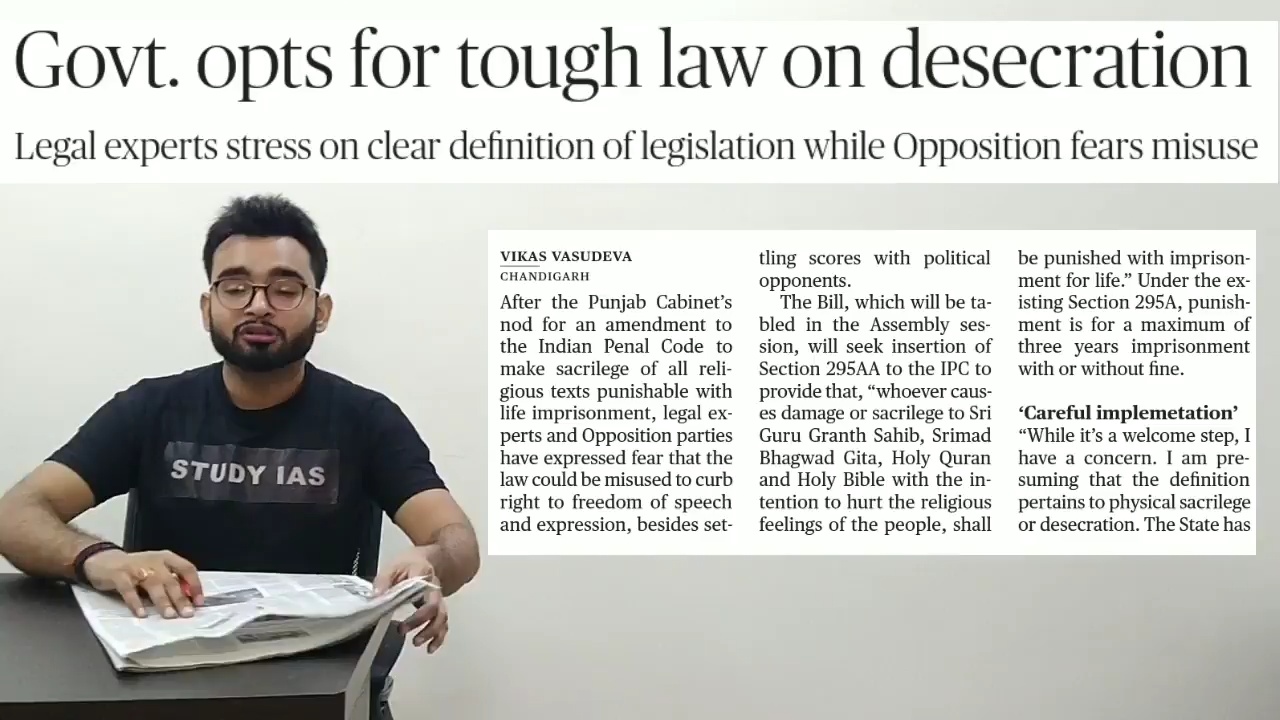 Govt. opts for tough law on desecration
Legal experts stress on clear definition of legislation while Opposition fears misuse
VIKAS VASUDEVA
CHANDIGARH
After the Punjab Cabinet's
nod for an amendment to
the Indian Penal Code to
make sacrilege of all reli-
gious texts punishable with
life imprisonment, legal ex-
perts and Opposition parties
have expressed fear that the
law could be misused to curb
right to freedom of speech
and expression, besides set-
tling scores with political
opponents.
The Bill, which will be ta-
bled in the Assembly ses-
sion, will seek insertion of
Section 295AA to the IPC to
provide that, “whoever caus-
es damage or sacrilege to Sri
Guru Granth Sahib, Srimad
Bhagwad Gita, Holy Quran
and Holy Bible with the in-
tention to hurt the religious
feelings of the people, shall
be punished with imprison-
ment for life.” Under the ex-
isting Section 295A, punish-
ment is for a maximum of
three years imprisonment
with or without fine.
‘Careful implemetation’
“While it's a welcome step, I
have a concern. I am pre-
suming that the definition
pertains to physical sacrilege
or desecration. The State has
STUDY IAS